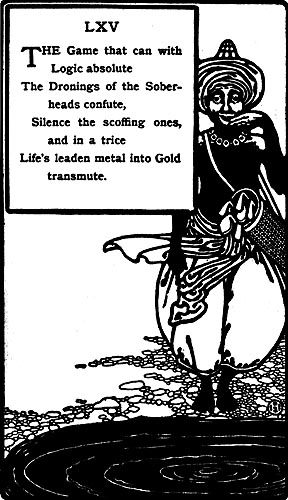 LXV
THE Game that can with
Logic absolute
The Dronings of the Sober-
heads confute,
Silence the scoffing ones,
and in a trice
Life's leaden metal into Gold
transmute.